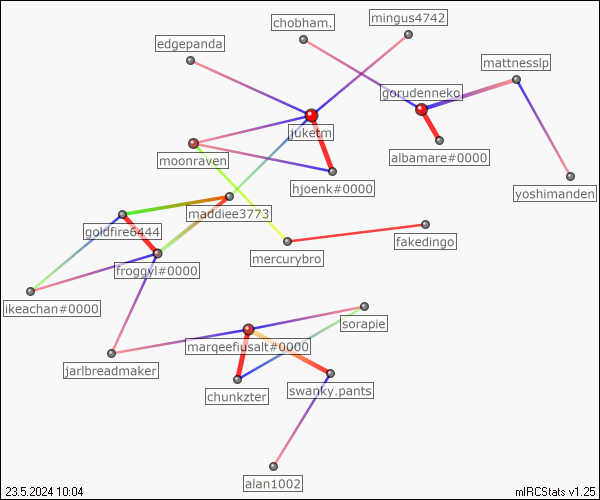 mingus4742
chobham.
edgepanda
mattnesslp
gorudenneko
juketm
moonraven
albamare#0000
hjoenk#0000
yoshimanden
maddiee3773
goldfire6444
fakedingo
mercurybro
froggyl#0000
ikeachan#0000
sorapie
marqeefiusalt#0000
jarlbreadmaker
swanky.pants
chunkzter
alan1002
23.5.2024 10:04
mIRCStats v1.25